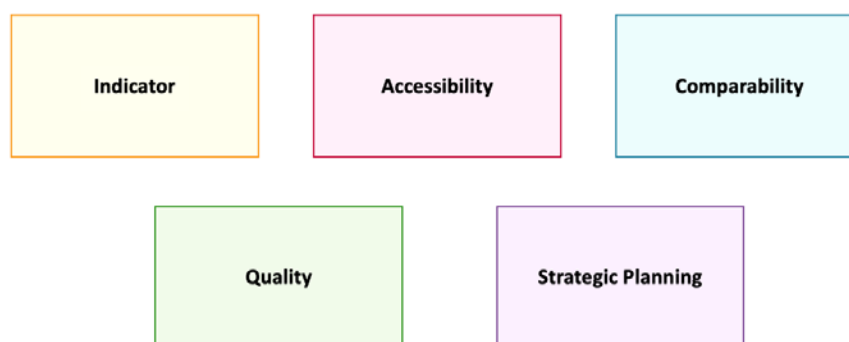 Indicator
Accessibility
Comparability
Quality
Strategic Planning